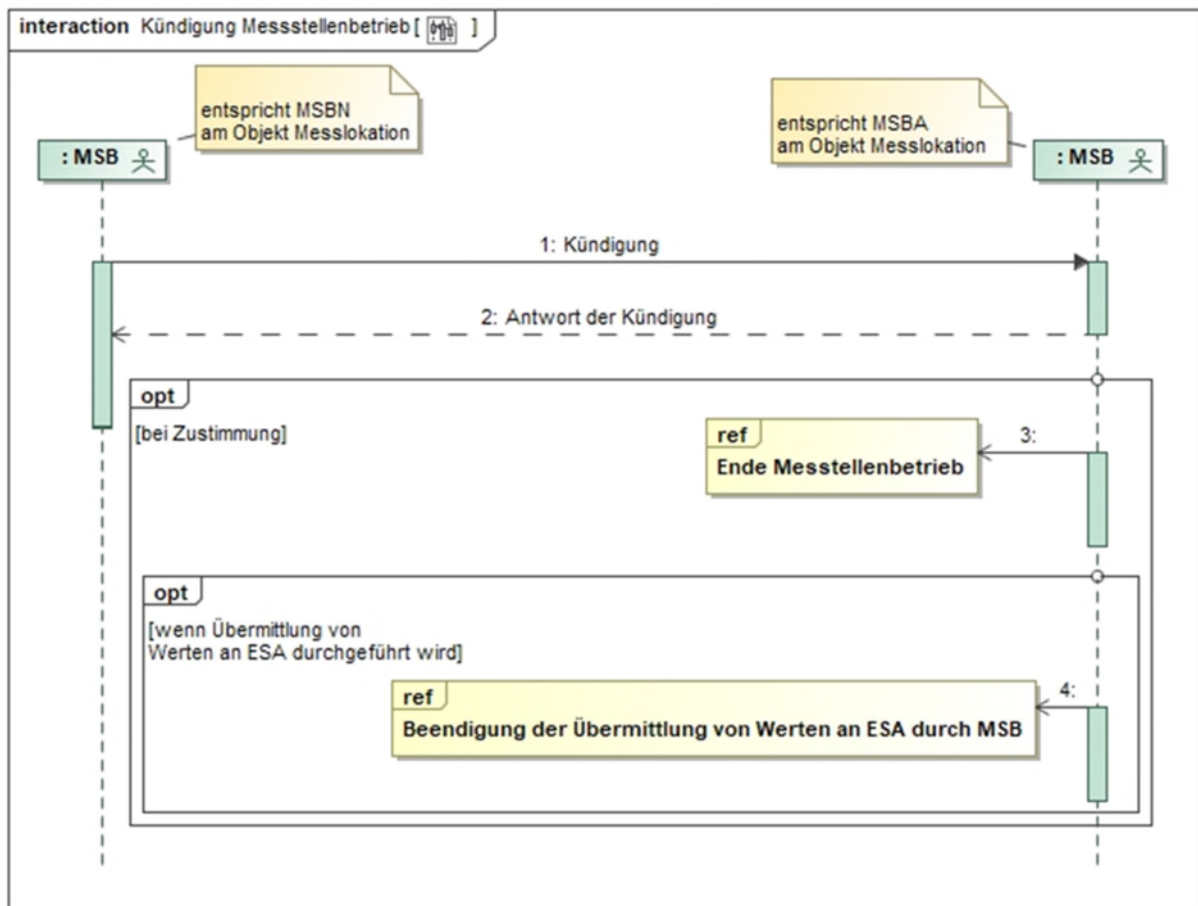 interaction Kündigung Messstellenbetrieb [ ]
entspricht MSBN
am Objekt Messlokation
entspricht MSBA
am Objekt Messlokation
: MSB
: MSB
1: Kündigung
2: Antwort der Kündigung
opt
[bei Zustimmung]
ref
3:
Ende Messtellenbetrieb
opt
[wenn Übermittlung von
Werten an ESA durchgeführt wird]
ref
4:
Beendigung der Übermittlung von Werten an ESA durch MSB